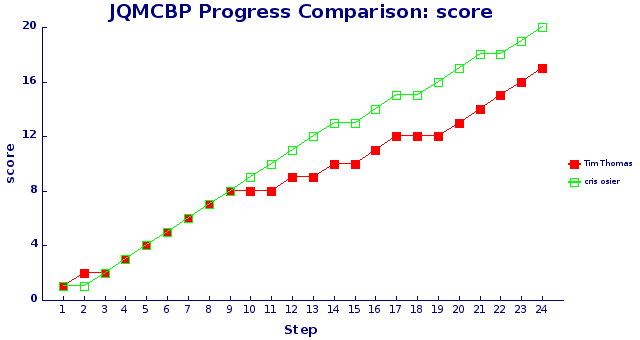 JQMCBP Progress Comparison: score
20
16
12
8
4
0
score
1 2 3 4 5 6 7 8 9 10 11 12 13 14 15 16 17 18 19 20 21 22 23 24
Step
Tim Thomas
cris osier